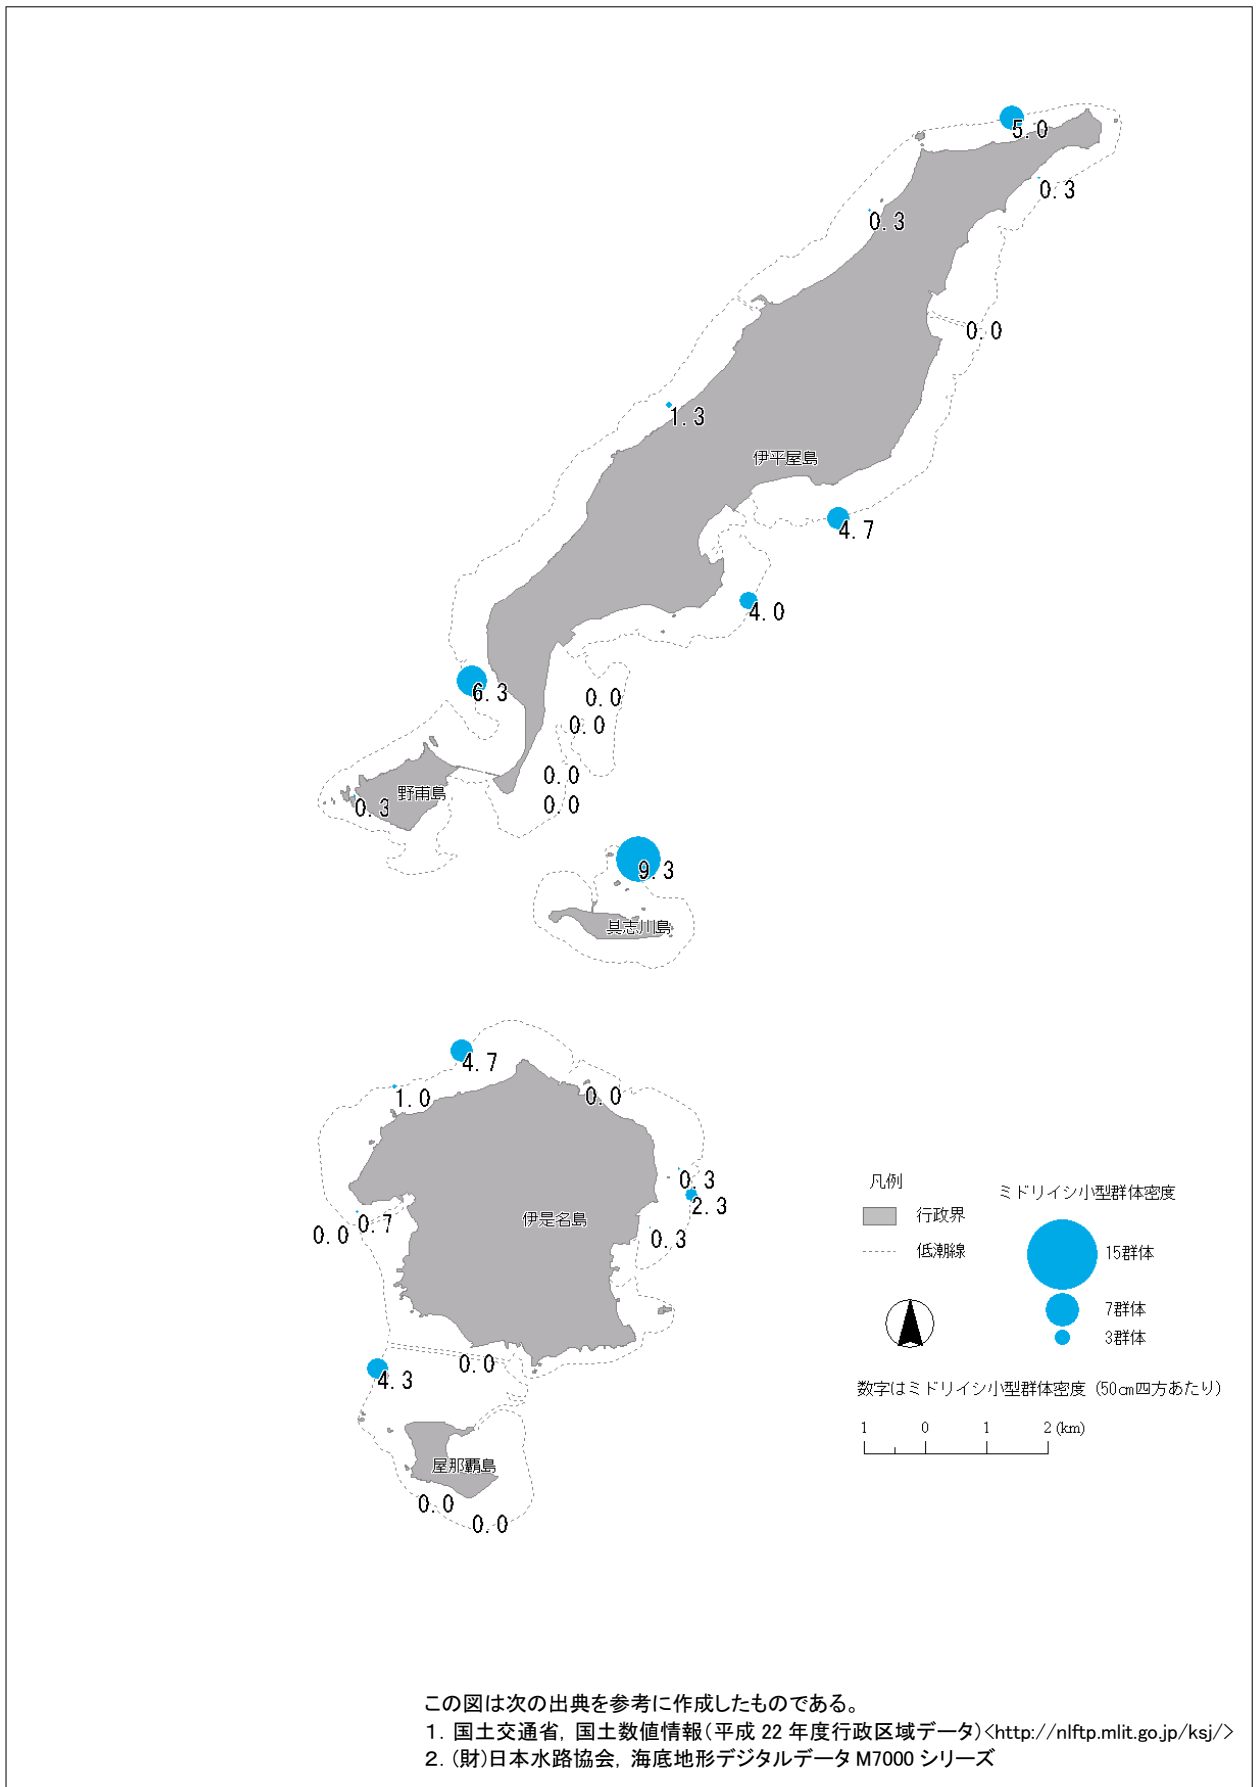 5.0
0.3
0.3
0.0
1.3
伊平屋島
4.7
4.0
6.3
0.0
0.0
0.0
野甫島
0.3
0.0
9.3
具志川島
4.7
1.0
0.0
0.3
2.3
0.7
伊是名島
0.0
0.3
0.0
4.3
屋那覇島
0.0
0.0
凡例
行政界
低潮線
ミドリイシ小型群体密度
15群体
7群体
3群体
数字はミドリイシ小型群体密度（50㎝四方あたり）
1 0 1 2 (km)
この図は次の出典を参考に作成したものである。
1. 国土交通省, 国土数値情報(平成 22 年度行政区域データ)<http://nlftp.mlit.go.jp/ksj/>
2. (財)日本水路協会, 海底地形デジタルデータ M7000 シリーズ